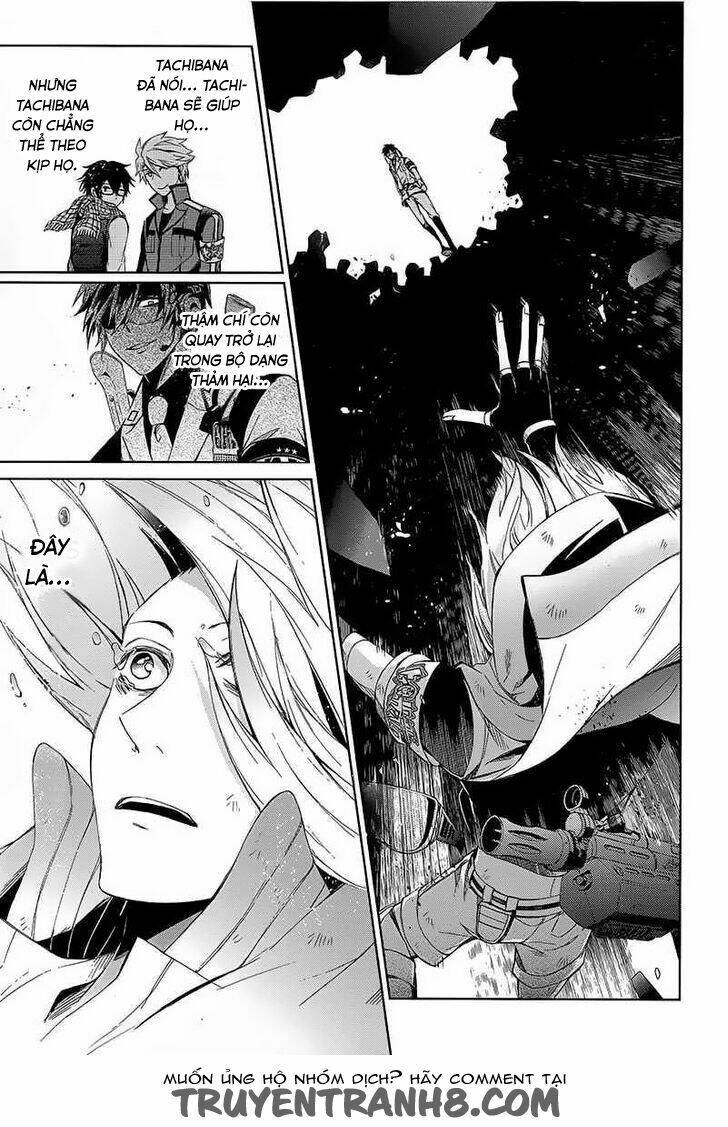 TACHIBANA
ĐÃ NÓI... TACHI-
BANA SẼ GIÚP
HỌ...
NHƯNG
TACHIBANA
CÒN CHẲNG
THỂ THEO
KỊP HỌ.
THẬM CHÍ CÒN
QUAY TRỞ LẠI
TRONG BỘ DẠNG
THẢM HẠI...
ĐÂY
LÀ...
MUỐN ỦNG HỘ NHÓM DỊCH? HÃY COMMENT TẠI
TRUYENTRANH8.COM